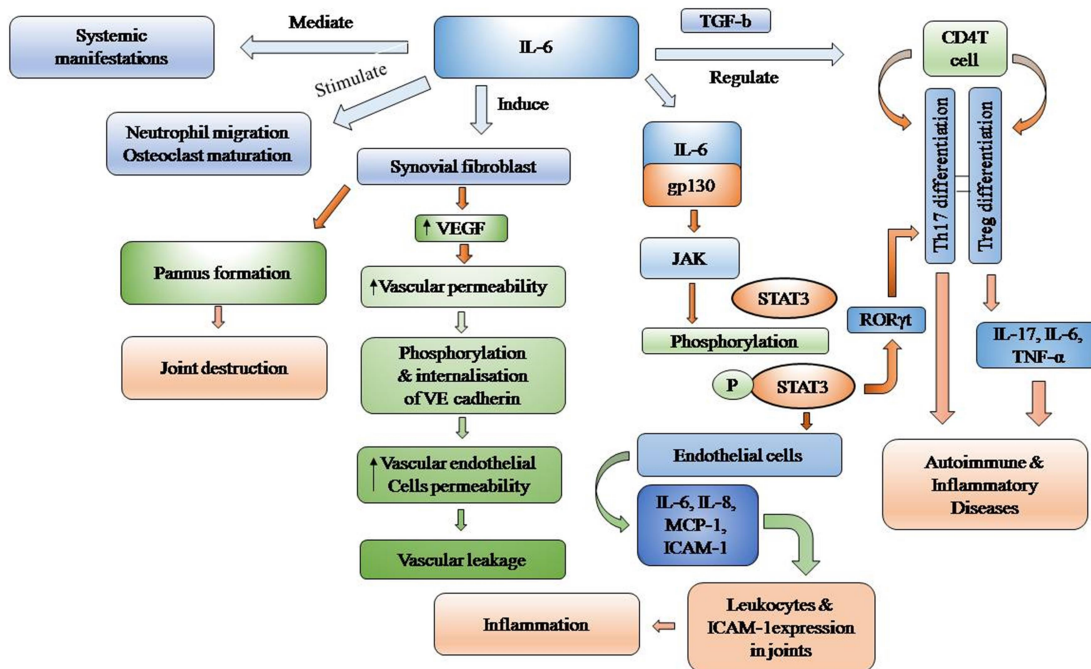 Systemic
manifestations
Mediate
IL-6
TGF-b
Regulate
CD4T
cell
Stimulate
Neutrophil migration
Osteoclast maturation
Induce
Synovial fibroblast
IL-6
gp130
Th17 differentiation
Treg differentiation
↑ VEGF
Pannus formation
↑Vascular permeability
JAK
STAT3
RORγt
Phosphorylation
IL-17, IL-6,
TNF-α
Joint destruction
Phosphorylation
& internalisation
of VE cadherin
P
STAT3
Endothelial cells
↑ Vascular endothelial
Cells permeability
IL-6, IL-8,
MCP-1,
ICAM-1
Autoimmune &
Inflammatory
Diseases
Vascular leakage
Inflammation
Leukocytes &
ICAM-1expression
in joints